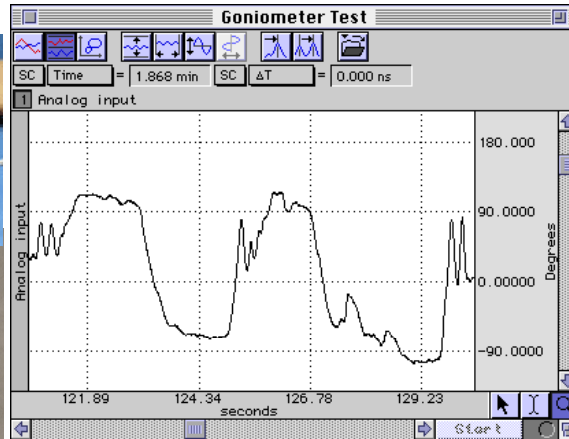 Goniometer Test
SC Time = 1.868 min SC ΔT = 0.000 ns
1 Analog input
Analog input
180.000
90.0000
0.00000
-90.0000
Degrees
121.89 124.34 126.78 129.23
seconds
Start